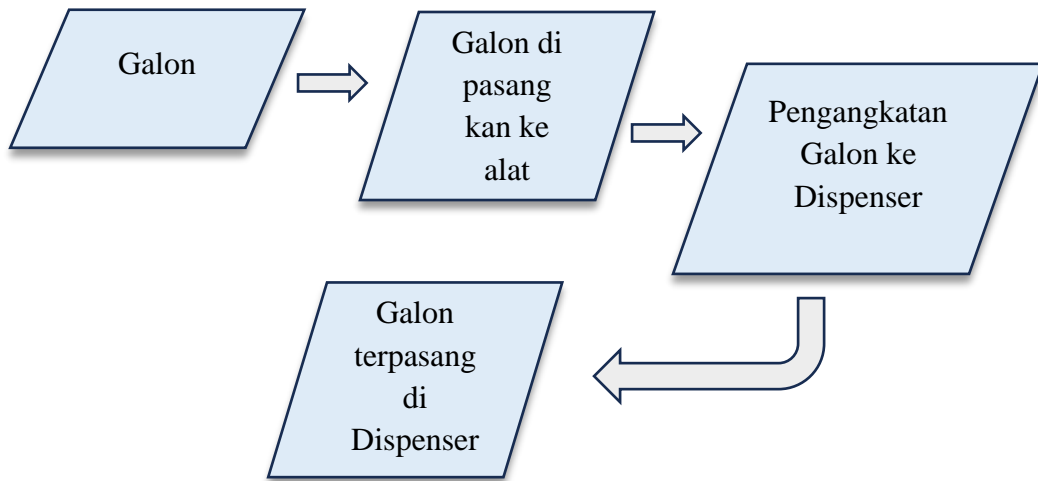 Galon
Galon di
pasang
kan ke
alat
Pengangkatan
Galon ke
Dispenser
Galon
terpasang
di
Dispenser